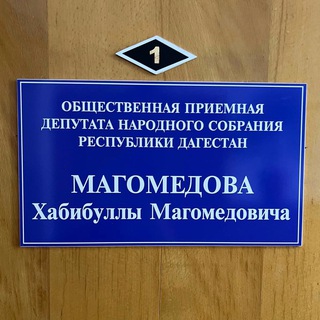 1
ОБЩЕСТВЕННАЯ ПРИЕМНАЯ
ДЕПУТАТА НАРОДНОГО СОБРАНИЯ
РЕСПУБЛИКИ ДАГЕСТАН
МАГОМЕДОВА
Хабибуллы Магомедовича